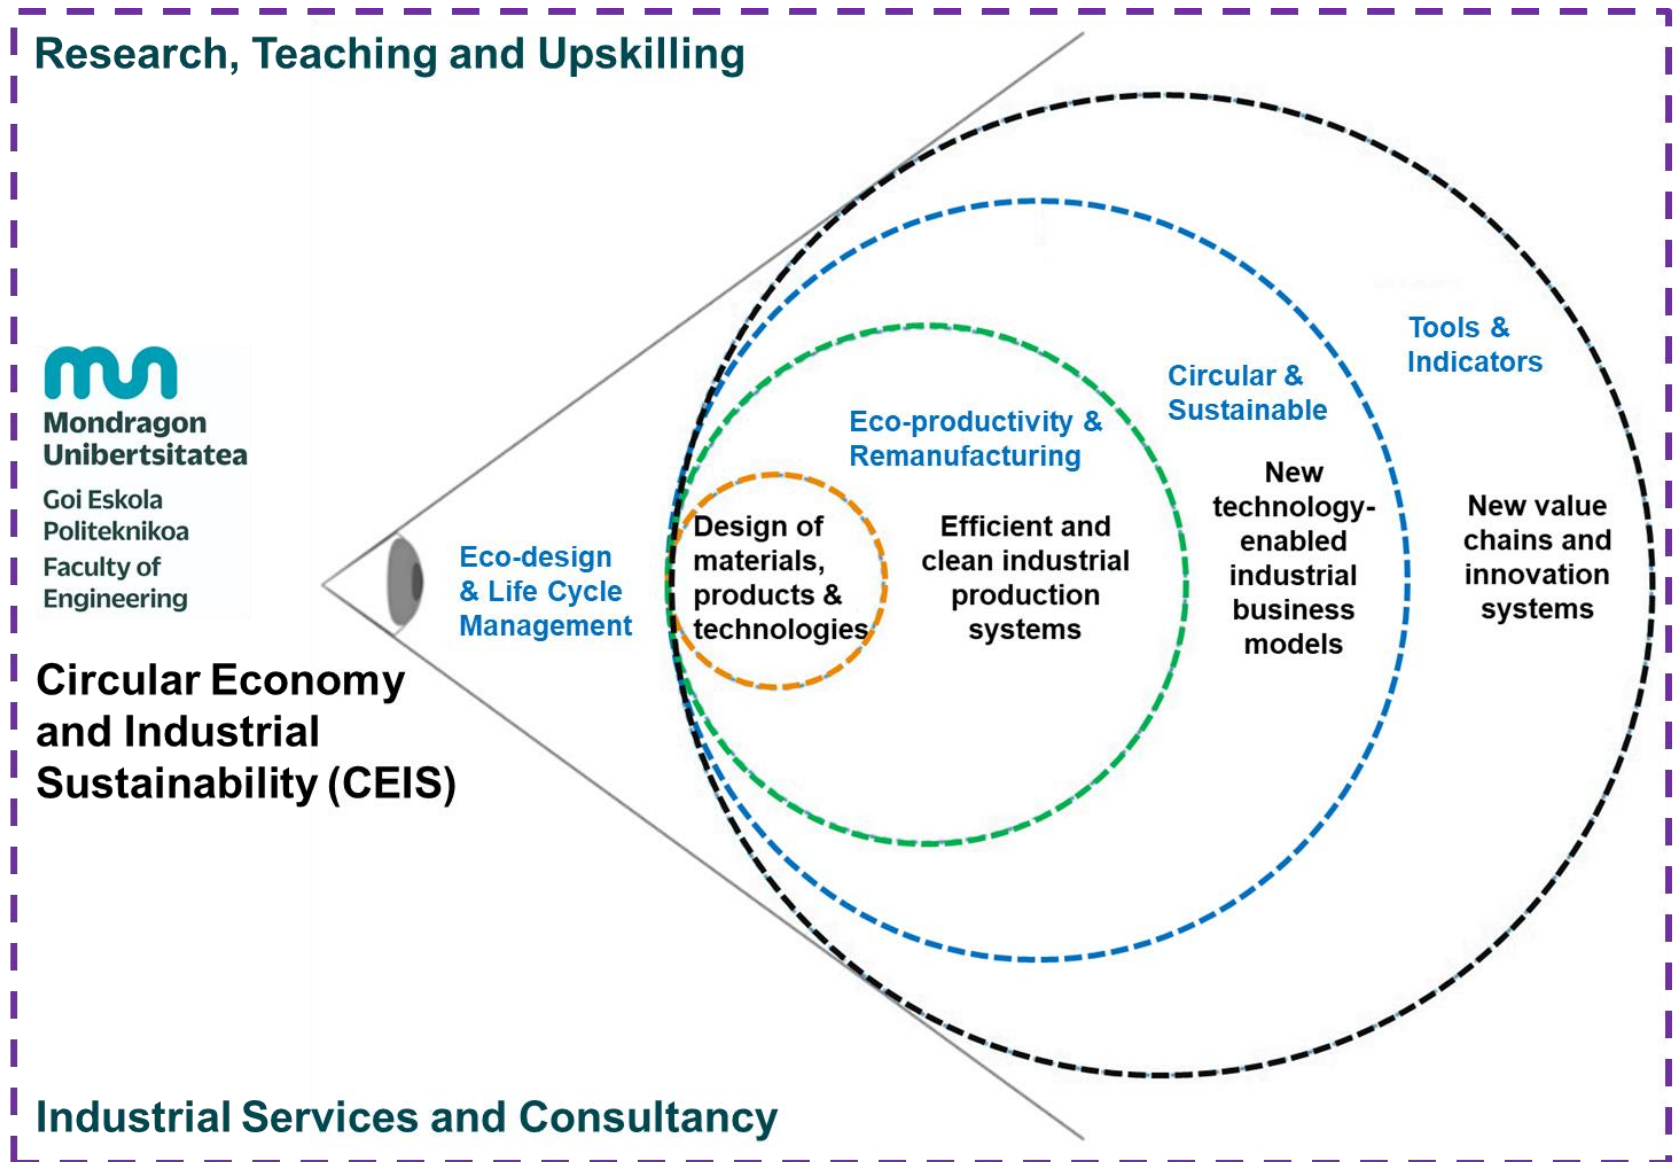 Research, Teaching and Upskilling
Mondragon
Unibertsitatea
Goi Eskola
Politeknikoa
Faculty of
Engineering
Circular Economy
and Industrial
Sustainability (CEIS)
Eco-design
& Life Cycle
Management
Design of
materials,
products &
technologies
Eco-productivity &
Remanufacturing
Efficient and
clean industrial
production
systems
Circular &
Sustainable
New
technology-
enabled
industrial
business
models
Tools &
Indicators
New value
chains and
innovation
systems
Industrial Services and Consultancy